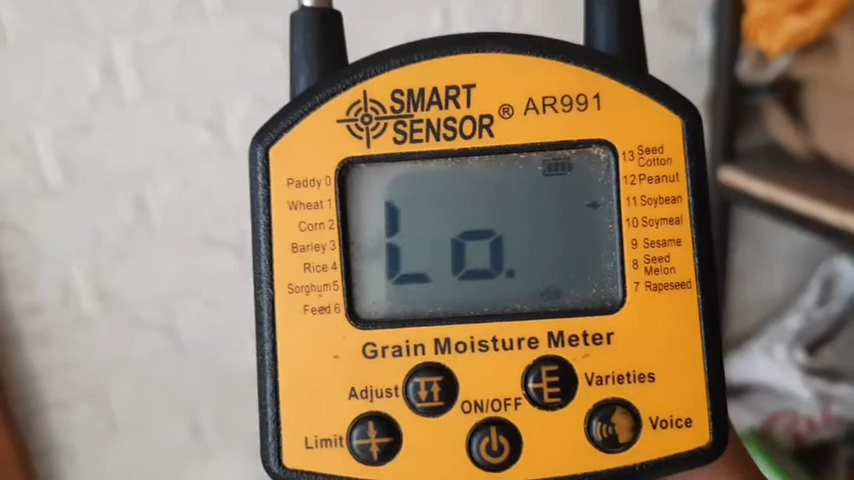 SMART
SENSOR® AR991
Paddy 0
Wheat 1
Corn 2
Barley 3
Rice 4
Sorghum 5
Feed 6
Lo.
13 Seed
Cotton
12 Peanut
11 Soybean
10 Soymeal
9 Sesame
8 Seed
Melon
7 Rapeseed
Grain Moisture Meter
Adjust
Varieties
ON/OFF
Limit
Voice